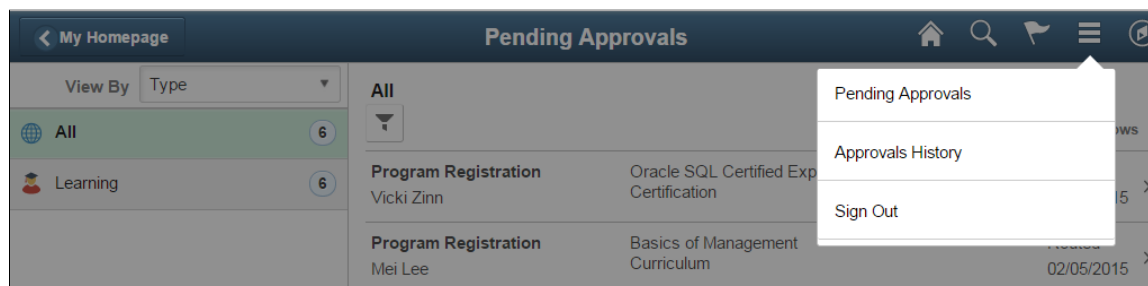 My Homepage
Pending Approvals
View By Type
All 6
Learning 6
All
Program Registration
Vicki Zinn
Oracle SQL Certified Exp
Certification
Program Registration
Mei Lee
Basics of Management
Curriculum
02/05/2015
Pending Approvals
Approvals History
Sign Out